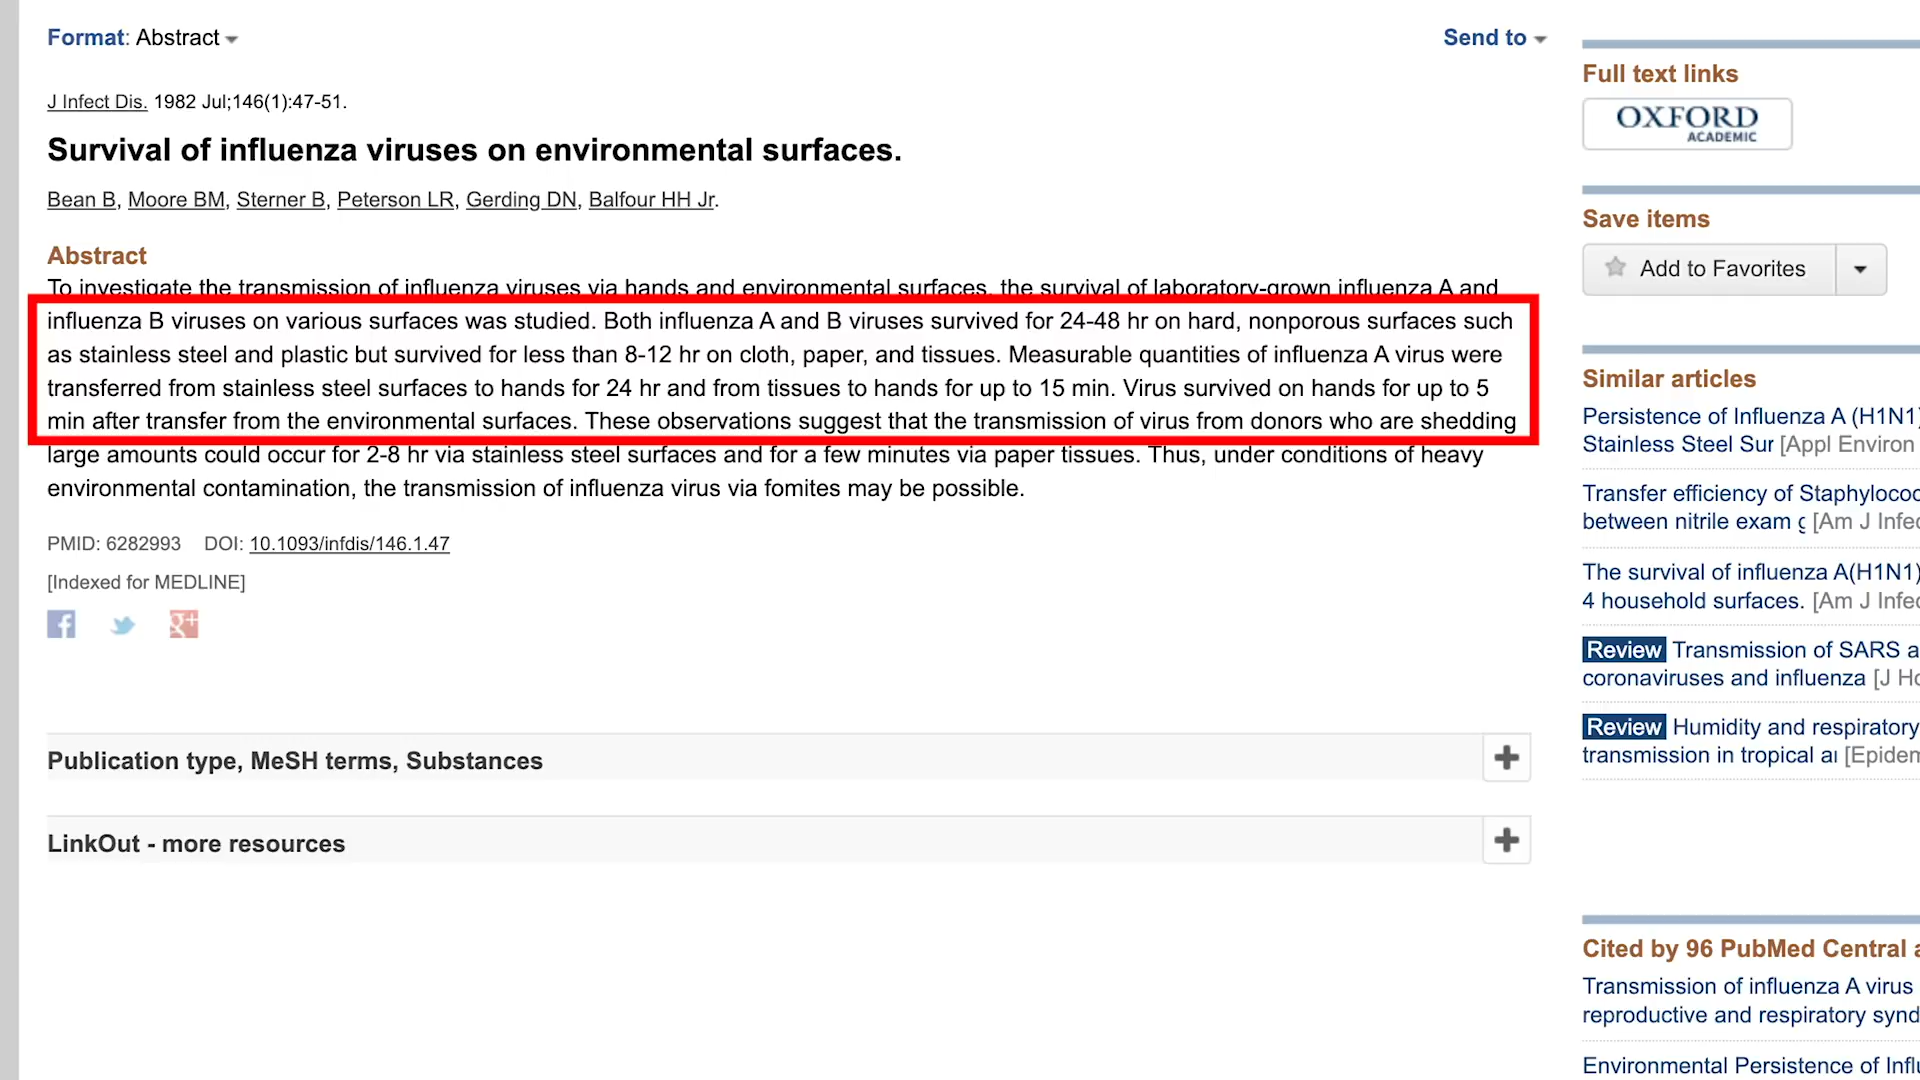 Format: Abstract
Send to
J Infect Dis. 1982 Jul;146(1):47-51.
Survival of influenza viruses on environmental surfaces.
Bean B, Moore BM, Sterner B, Peterson LR, Gerding DN, Balfour HH Jr.
Abstract
To investigate the transmission of influenza viruses via hands and environmental surfaces, the survival of laboratory-grown influenza A and
influenza B viruses on various surfaces was studied. Both influenza A and B viruses survived for 24-48 hr on hard, nonporous surfaces such
as stainless steel and plastic but survived for less than 8-12 hr on cloth, paper, and tissues. Measurable quantities of influenza A virus were
transferred from stainless steel surfaces to hands for 24 hr and from tissues to hands for up to 15 min. Virus survived on hands for up to 5
min after transfer from the environmental surfaces. These observations suggest that the transmission of virus from donors who are shedding
large amounts could occur for 2-8 hr via stainless steel surfaces and for a few minutes via paper tissues. Thus, under conditions of heavy
environmental contamination, the transmission of influenza virus via fomites may be possible.
PMID: 6282993 DOI: 10.1093/infdis/146.1.47
[Indexed for MEDLINE]
f
g+
Publication type, MeSH terms, Substances
LinkOut - more resources
Full text links
OXFORD
ACADEMIC
Save items
Add to Favorites
Similar articles
Persistence of Influenza A (H1N1)
Stainless Steel Sur [Appl Environ
Transfer efficiency of
between nitrile exam [Am J
The survival of influenza A(H1N1)
4 household surfaces. [Am J
Review Transmission of SARS
coronaviruses and influenza [J
Review Humidity and respiratory
transmission in tropical
Cited by 96 PubMed Central
Transmission of influenza A virus
reproductive and respiratory
Environmental Persistence of